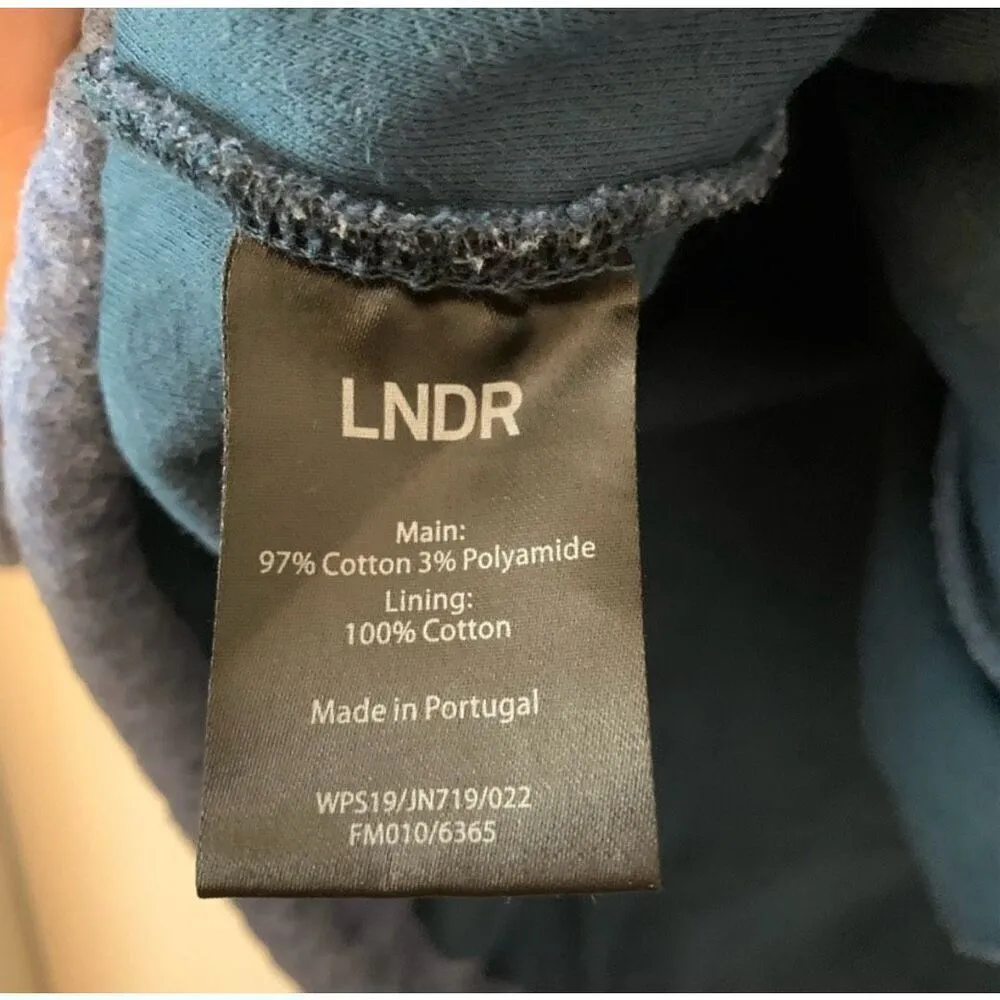 LNDR
Main:
97% Cotton 3% Polyamide
Lining:
100% Cotton
Made in Portugal
WPS19/JN719/022
FM010/6365